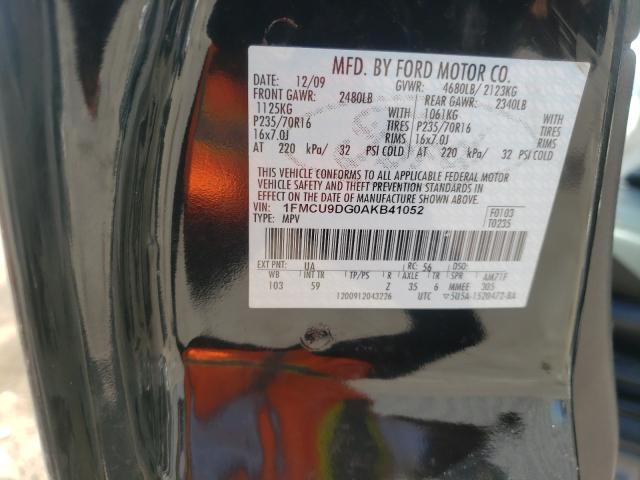 MFD. BY FORD MOTOR CO.
DATE: 12/09 GVWR: 4680LB/ 2123KG
FRONT GAWR: 2480LB REAR GAWR: 2340LB
1125KG WITH 1061KG WITH
P235/70R16 TIRES P235/70R16 TIRES
16x7.0J RIMS 16x7.0J RIMS
AT 220 kPa/ 32 PSI COLD AT 220 kPa/ 32 PSI COLD
THIS VEHICLE CONFORMS TO ALL APPLICABLE FEDERAL MOTOR
VEHICLE SAFETY AND THEFT PREVENTION STANDARDS IN
EFFECT ON THE DATE OF MANUFACTURE SHOWN ABOVE.
VIN: 1FMCU9DG0AKB41052 F0103
TYPE: MPV T0235
EXT PNT: UA RC: 56 DSO:
WB INT TR TP/PS R AXLE TR SPR
103 59 Z 35 6 MMEE 305
1200912043226 UTC ▽5U5A-1520472-BA